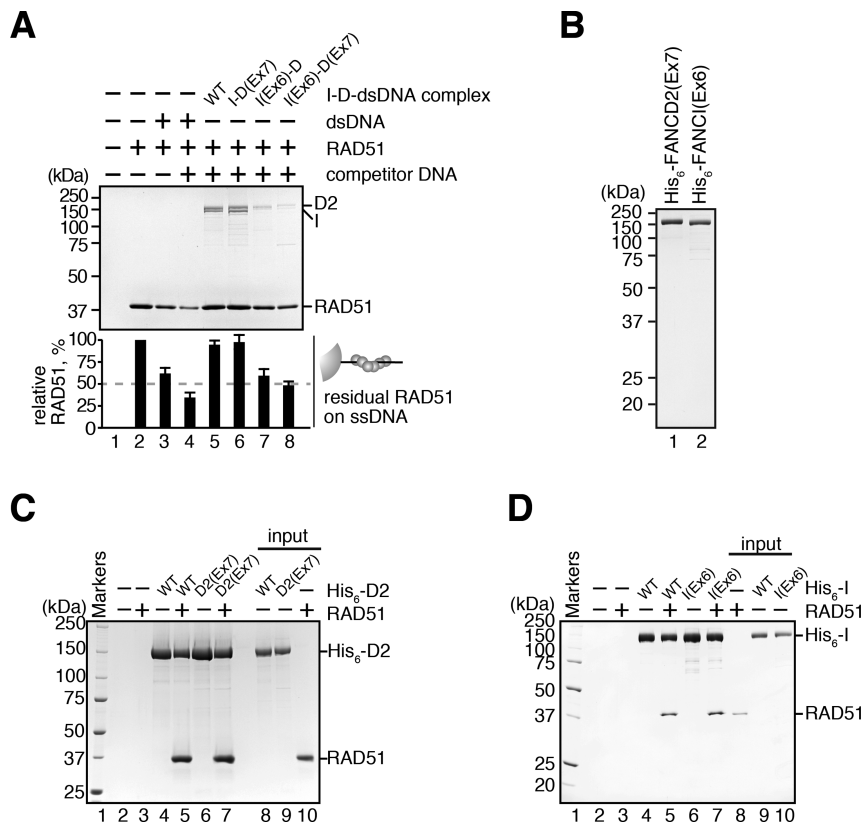 A
WT
I-D(Ex7)
I(Ex6)-D
I(Ex6)-D(Ex7)
– – – – I-D-dsDNA complex
– – + + – – – – dsDNA
– + + + + + + + RAD51
– – – + + + + + competitor DNA
(kDa)
250
150
100
75
50
37
D2
I
RAD51
relative RAD51, %
100
75
50
25
0
1 2 3 4 5 6 7 8
residual RAD51
on ssDNA
B
His6-FANCD2(Ex7)
His6-FANCI(Ex6)
(kDa)
250
150
100
75
50
37
25
20
1 2
C
input
Markers
– – WT WT D2(Ex7) D2(Ex7) WT D2(Ex7) – His6-D2
– + – + – + – – + RAD51
(kDa)
250
150
100
75
50
37
25
His6-D2
RAD51
1 2 3 4 5 6 7 8 9 10
D
input
Markers
– – WT WT I(Ex6) I(Ex6) – WT I(Ex6) His6-I
– + – + – + + – – RAD51
(kDa)
250
150
100
75
50
37
25
20
His6-I
RAD51
1 2 3 4 5 6 7 8 9 10